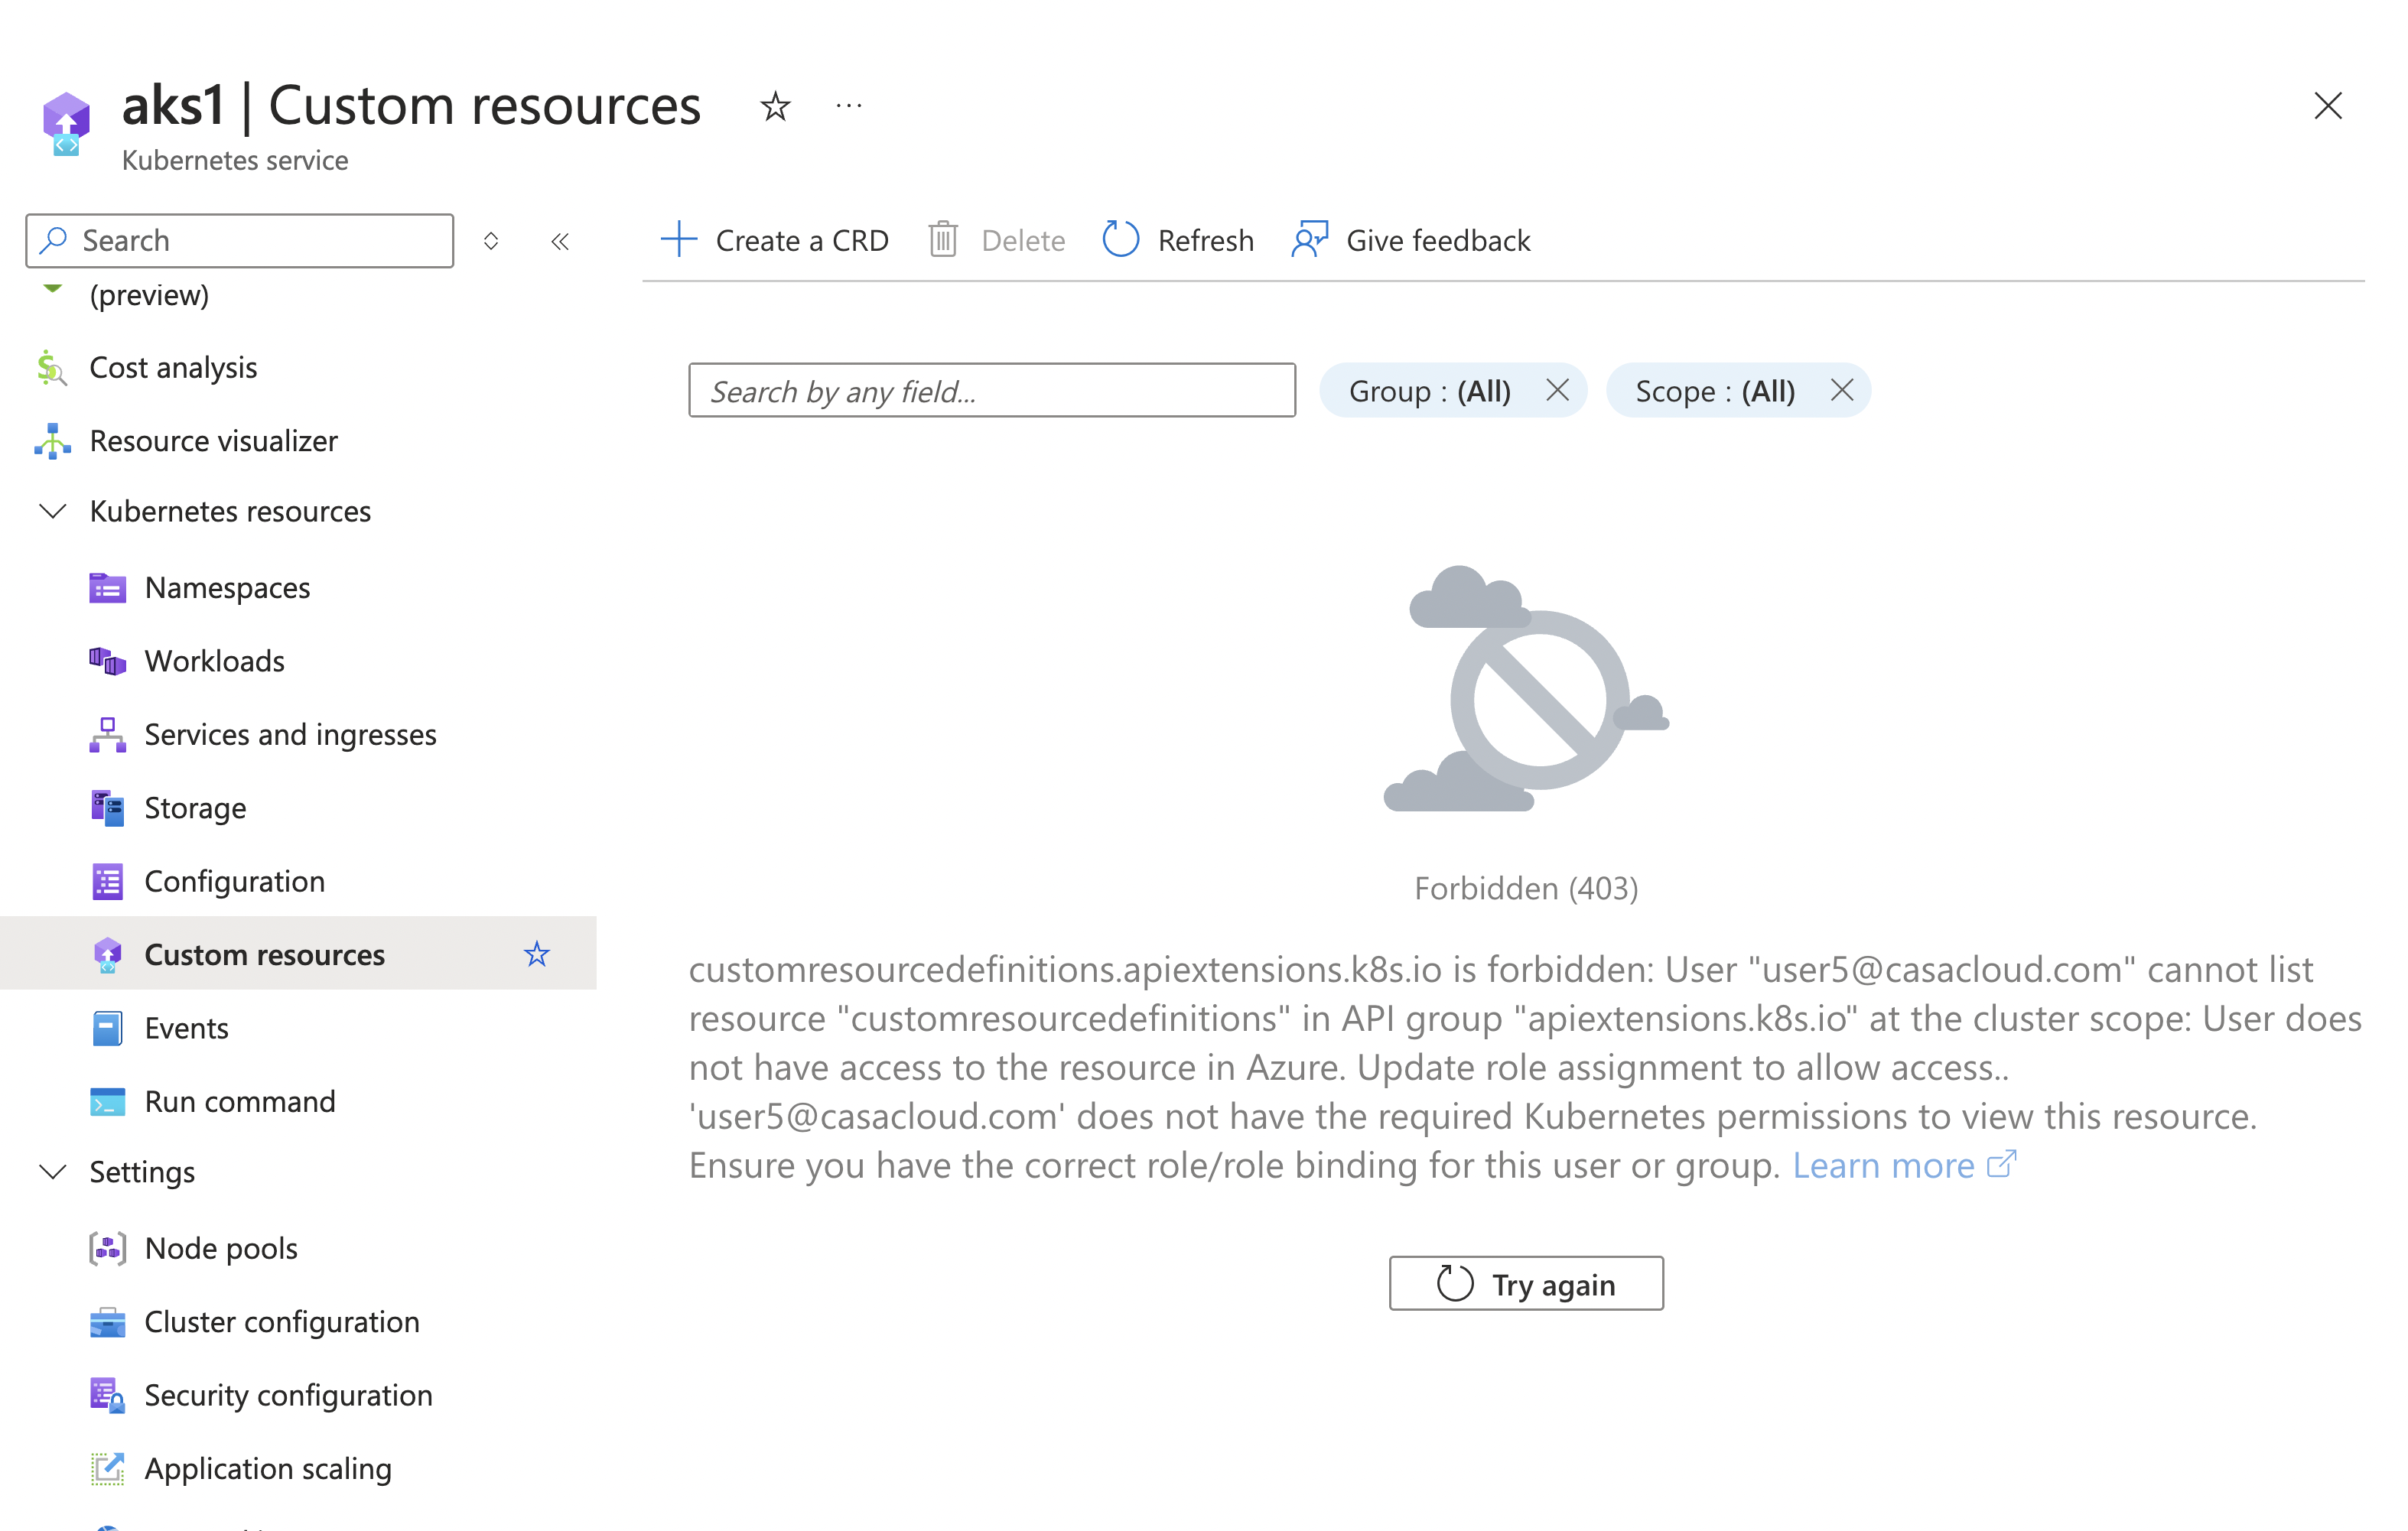 aks1 | Custom resources
Kubernetes service
Search
(preview)
Cost analysis
Resource visualizer
Kubernetes resources
Namespaces
Workloads
Services and ingresses
Storage
Configuration
Custom resources
Events
Run command
Settings
Node pools
Cluster configuration
Security configuration
Application scaling
Create a CRD
Delete
Refresh
Give feedback
Search by any field...
Group : (All)
Scope : (All)
Forbidden (403)
customresourcedefinitions.apiextensions.k8s.io is forbidden: User "user5@casacloud.com" cannot list
resource "customresourcedefinitions" in API group "apiextensions.k8s.io" at the cluster scope: User does
not have access to the resource in Azure. Update role assignment to allow access..
'user5@casacloud.com' does not have the required Kubernetes permissions to view this resource.
Ensure you have the correct role/role binding for this user or group. Learn more
Try again